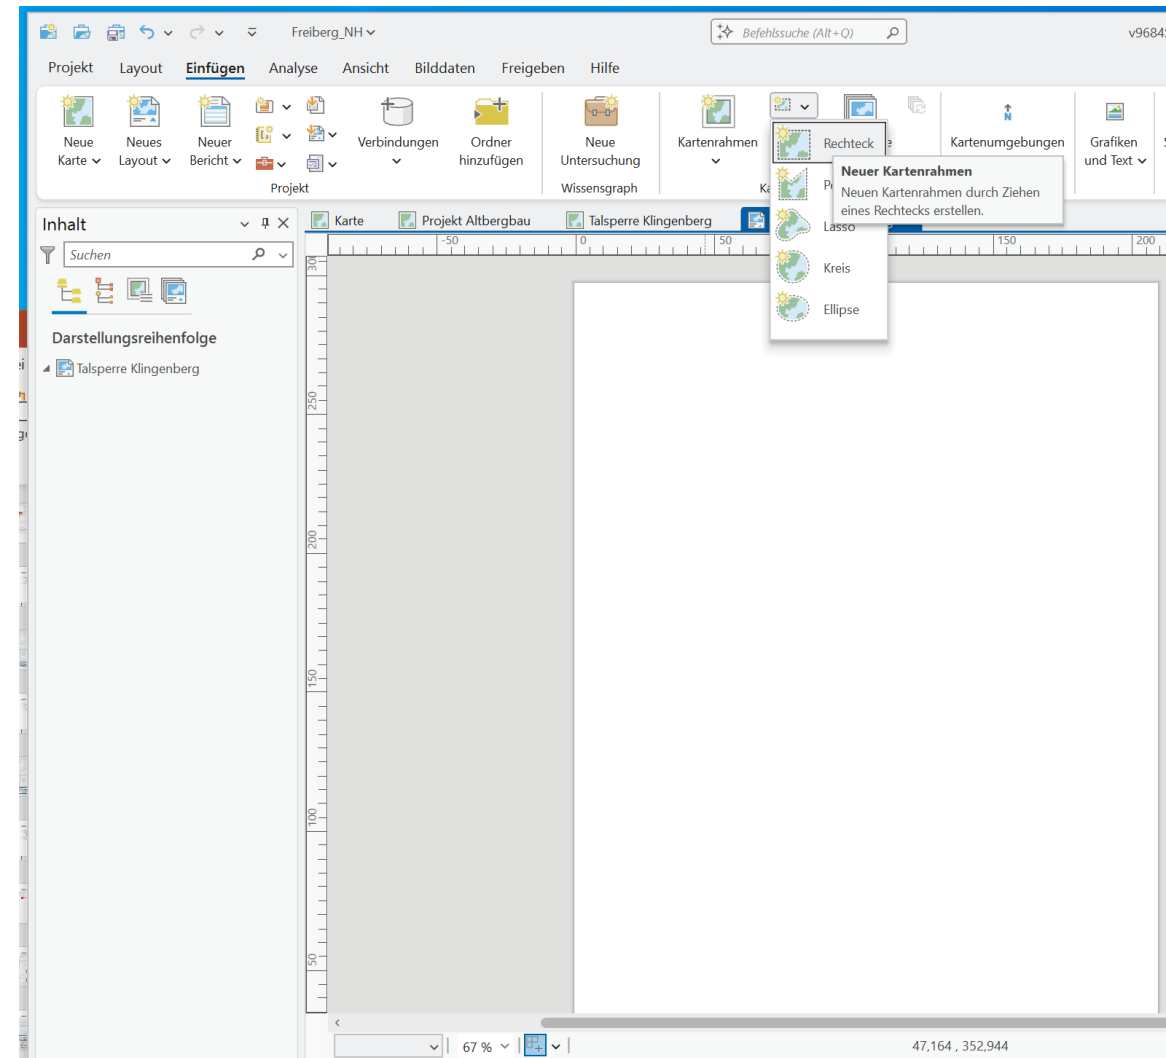 Freiberg_NH
Befehlssuche (Alt+Q)
Projekt Layout Einfügen Analyse Ansicht Bilddaten Freigeben Hilfe
Neue Karte
Neues Layout
Neuer Bericht
Verbindungen
Ordner hinzufügen
Neue Untersuchung
Kartenrahmen
Kartenumgebungen
Grafiken und Text
Projekt
Wissensgraph
Rechteck
Neuer Kartenrahmen
Neuen Kartenrahmen durch Ziehen
eines Rechtecks erstellen.
Lasso
Kreis
Ellipse
Inhalt
Karte
Projekt Altbergbau
Talsperre Klingenberg
Suchen
-50 0 50 150 200
Darstellungsreihenfolge
Talsperre Klingenberg
250
200
150
100
50
67 %
47,164 , 352,944